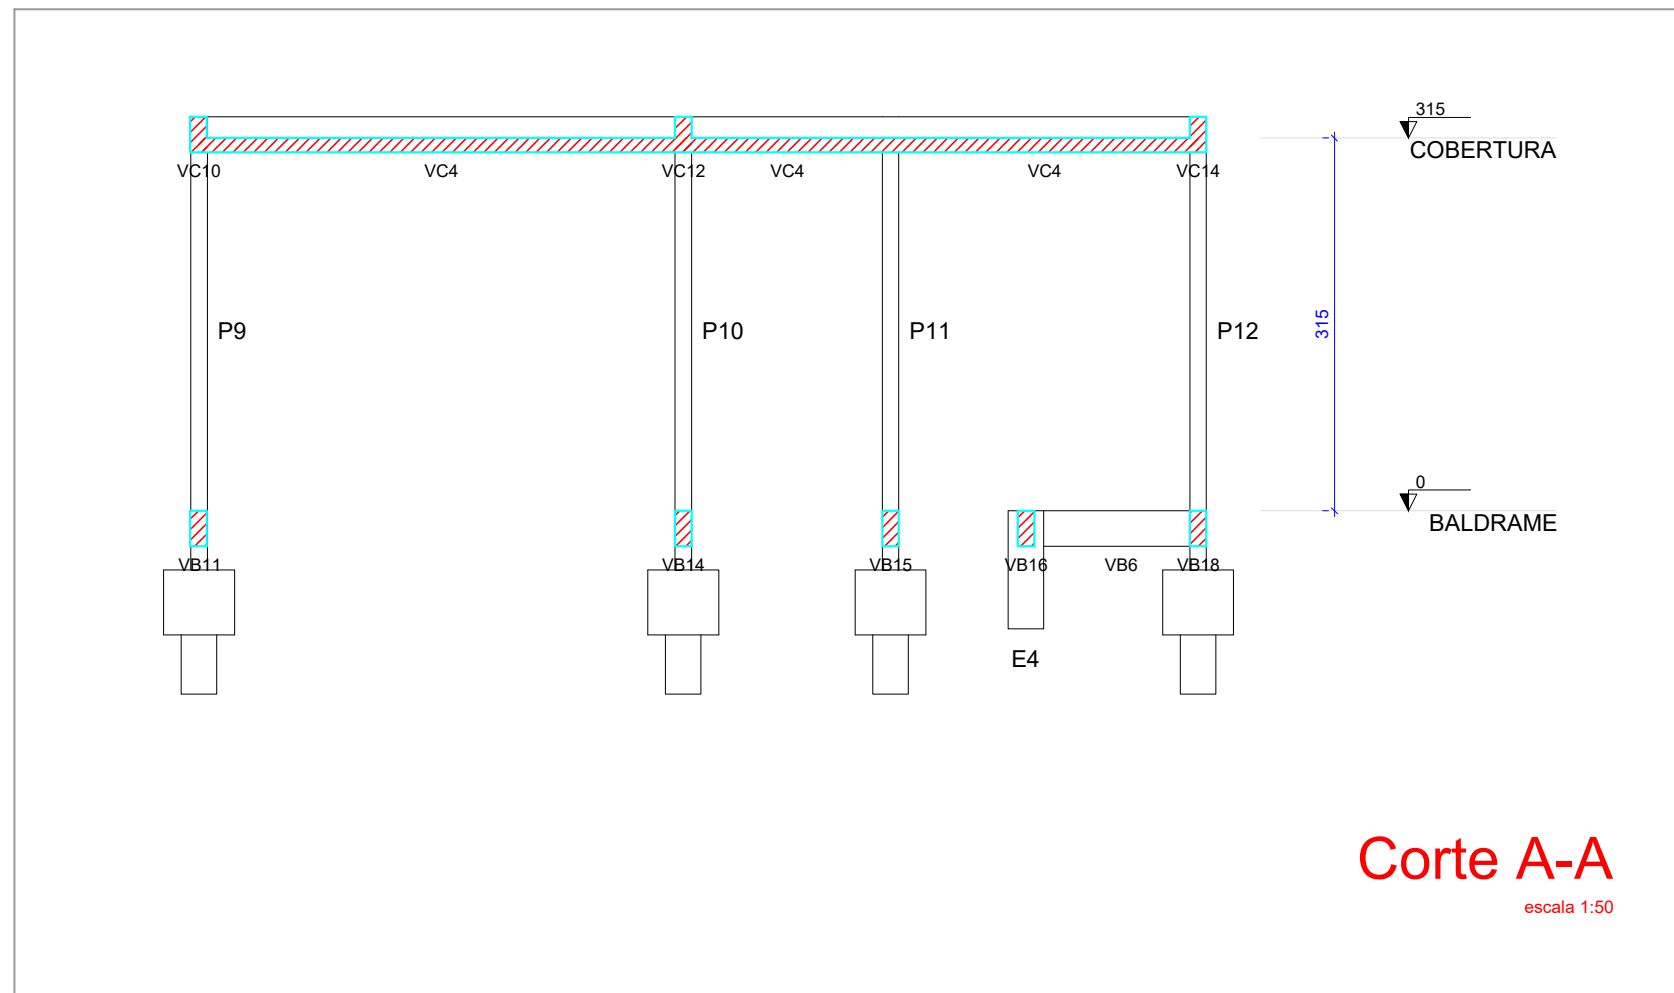 315
COBERTURA
VC10 VC4 VC12 VC4 VC4 VC14
P9 P10 P11 P12
315
0
BALDRAME
VB11 VB14 VB15 VB16 VB6 VB18
E4
Corte A-A
escala 1:50